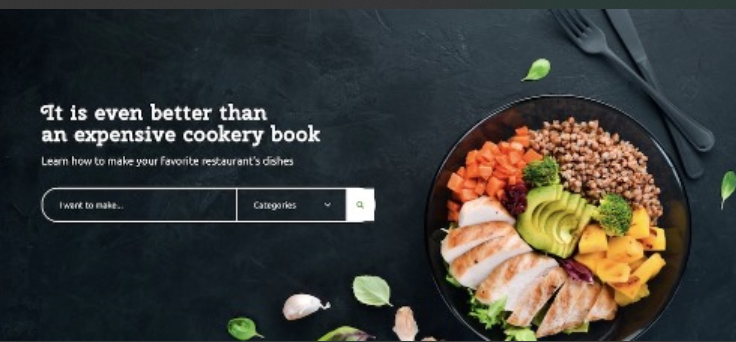 It is even better than
an expensive cookery book
Learn how to make your favorite restaurant's dishes
I want to make...
Categories